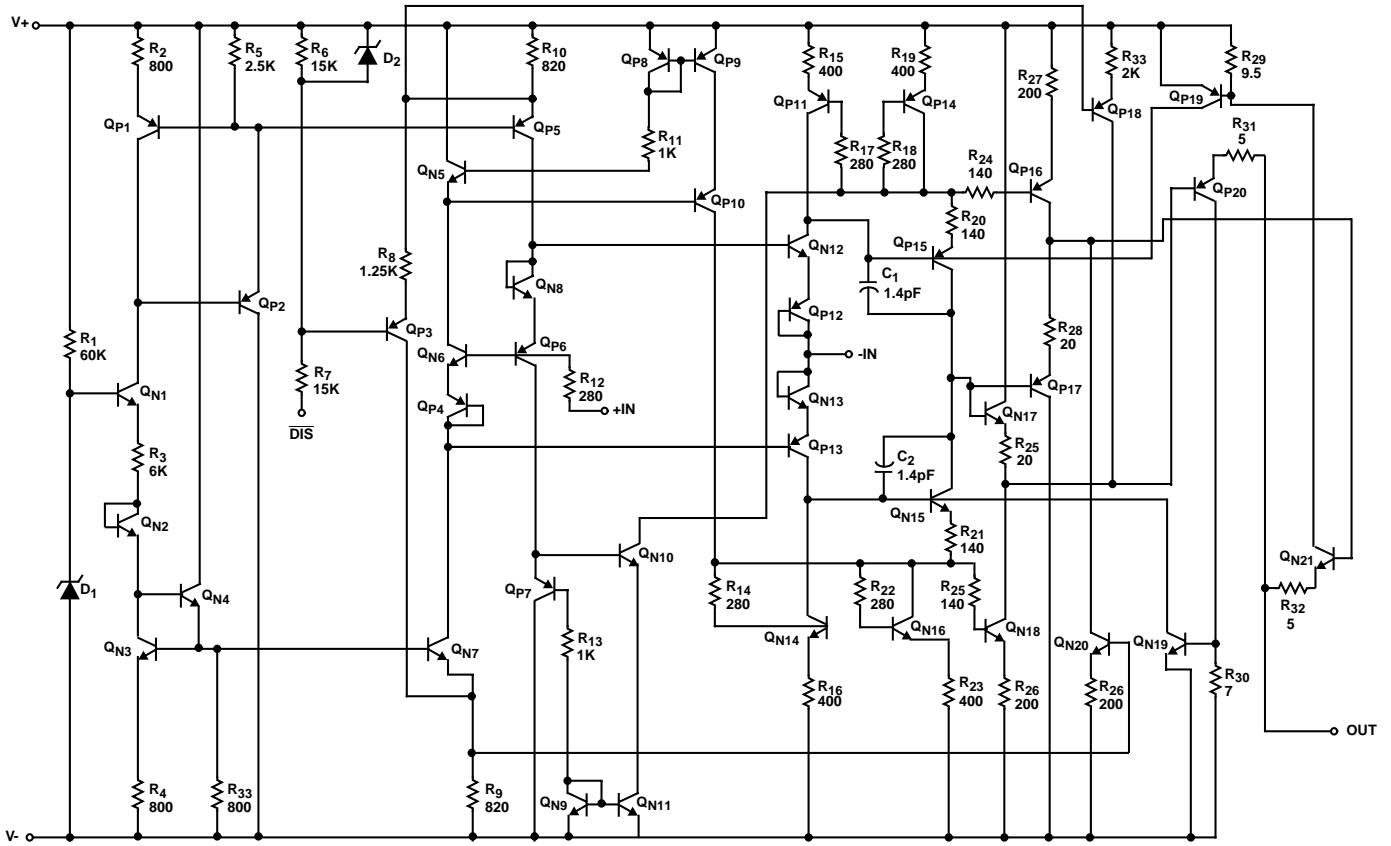 V+
R2
800
R5
2.5K
R6
15K
D2
R10
820
QP8
QP9
R15
400
R19
400
R27
200
R33
2K
R29
9.5
QP1
QP5
R11
1K
QP11
QP14
QP18
QP19
R17
280
R18
280
R31
5
QN5
R24
140
QP16
QP20
QP10
R20
140
R8
1.25K
QN12
QP15
C1
1.4pF
QN8
QP2
QP3
QP12
R28
20
R1
60K
QN6
QP6
-IN
R7
15K
R12
280
QP17
QN1
QP4
QN13
QN17
DIS
+IN
R3
6K
QP13
R25
20
C2
1.4pF
QN2
QN15
R21
140
QN10
QN21
D1
QN4
QP7
R14
280
R22
280
R25
140
R32
5
QN3
QN7
R13
1K
QN14
QN16
QN18
QN20
QN19
R16
400
R23
400
R26
200
R26
200
R30
7
OUT
R4
800
R33
800
R9
820
QN9
QN11
V-